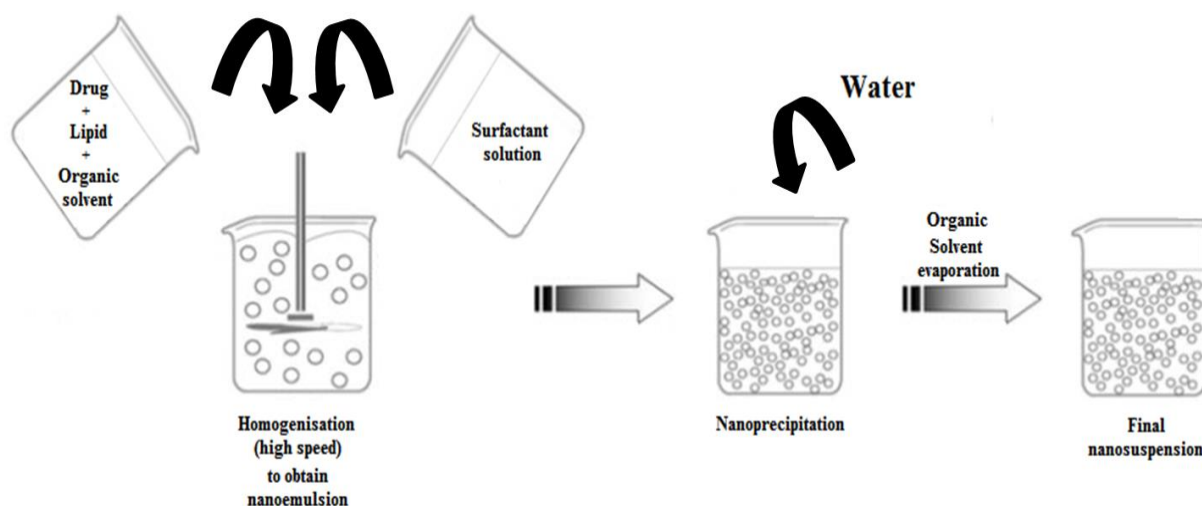 Drug
+
Lipid
+
Organic
solvent
Surfactant
solution
Water
Organic
Solvent
evaporation
Homogenisation
(high speed)
to obtain
nanoemulsion
Nanoprecipitation
Final
nanosuspension